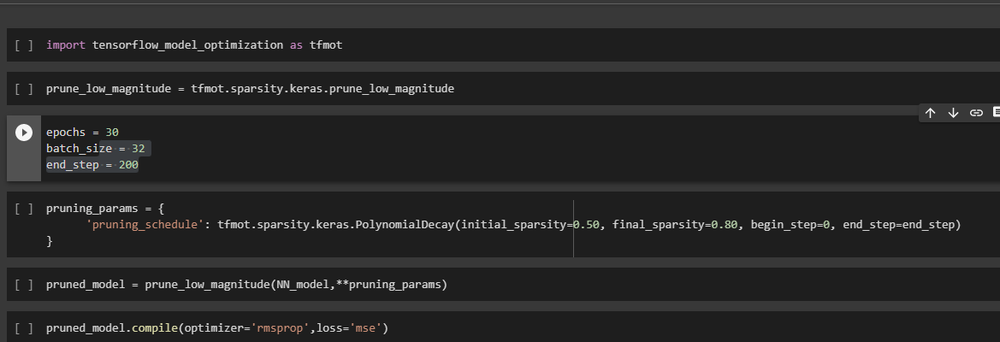 [ ] import tensorflow_model_optimization as tfmot
[ ] prune_low_magnitude = tfmot.sparsity.keras.prune_low_magnitude
epochs = 30
batch_size = 32
end_step = 200
[ ] pruning_params = {
'pruning_schedule': tfmot.sparsity.keras.PolynomialDecay(initial_sparsity=0.50, final_sparsity=0.80, begin_step=0, end_step=end_step)
}
[ ] pruned_model = prune_low_magnitude(NN_model,**pruning_params)
[ ] pruned_model.compile(optimizer='rmsprop',loss='mse')